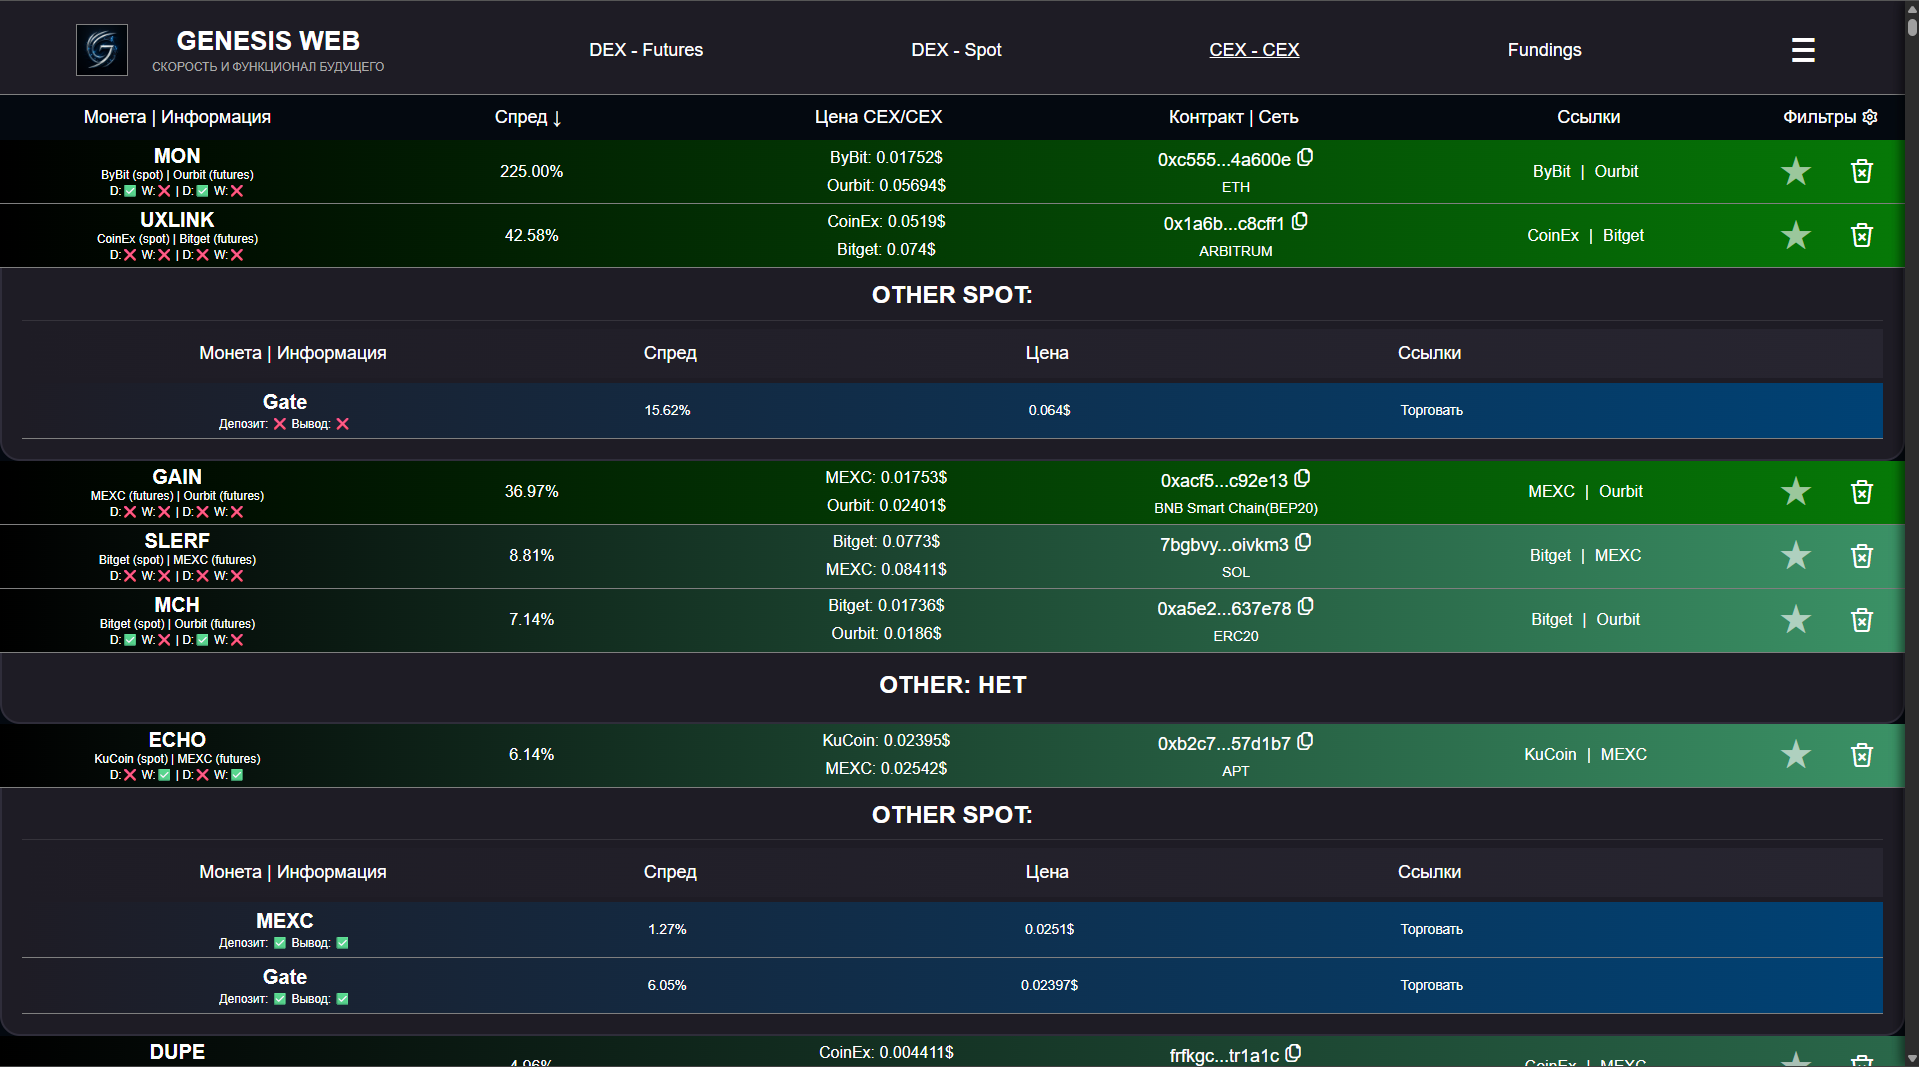 GENESIS WEB
СКОРОСТЬ И ФУНКЦИОНАЛ БУДУЩЕГО
DEX - Futures
DEX - Spot
CEX - CEX
Fundings
Монета | Информация
Спред ↓
Цена CEX/CEX
Контракт | Сеть
Ссылки
Фильтры
MON
ByBit (spot) | Ourbit (futures)
D:✅ W:❌ | D:✅ W:❌
225.00%
ByBit: 0.01752$
Ourbit: 0.05694$
0xc555...4a600e
ETH
ByBit | Ourbit
UXLINK
CoinEx (spot) | Bitget (futures)
D:❌ W:❌ | D:❌ W:❌
42.58%
CoinEx: 0.0519$
Bitget: 0.074$
0x1a6b...c8cff1
ARBITRUM
CoinEx | Bitget
OTHER SPOT:
Монета | Информация
Спред
Цена
Ссылки
Gate
Депозит: ❌ Вывод: ❌
15.62%
0.064$
Торговать
GAIN
MEXC (futures) | Ourbit (futures)
D:❌ W:❌ | D:❌ W:❌
36.97%
MEXC: 0.01753$
Ourbit: 0.02401$
0xacf5...c92e13
BNB Smart Chain(BEP20)
MEXC | Ourbit
SLERF
Bitget (spot) | MEXC (futures)
D:❌ W:❌ | D:❌ W:❌
8.81%
Bitget: 0.0773$
MEXC: 0.08411$
7bgbvy...oivkm3
SOL
Bitget | MEXC
MCH
Bitget (spot) | Ourbit (futures)
D:✅ W:❌ | D:✅ W:❌
7.14%
Bitget: 0.01736$
Ourbit: 0.0186$
0xa5e2...637e78
ERC20
Bitget | Ourbit
OTHER: НЕТ
ECHO
KuCoin (spot) | MEXC (futures)
D:❌ W:✅ | D:❌ W:✅
6.14%
KuCoin: 0.02395$
MEXC: 0.02542$
0xb2c7...57d1b7
APT
KuCoin | MEXC
OTHER SPOT:
Монета | Информация
Спред
Цена
Ссылки
MEXC
Депозит: ✅ Вывод: ✅
1.27%
0.0251$
Торговать
Gate
Депозит: ✅ Вывод: ✅
6.05%
0.02397$
Торговать
DUPE
4.96%
CoinEx: 0.004411$
frfkgc...tr1a1c
CoinEx | MEXC